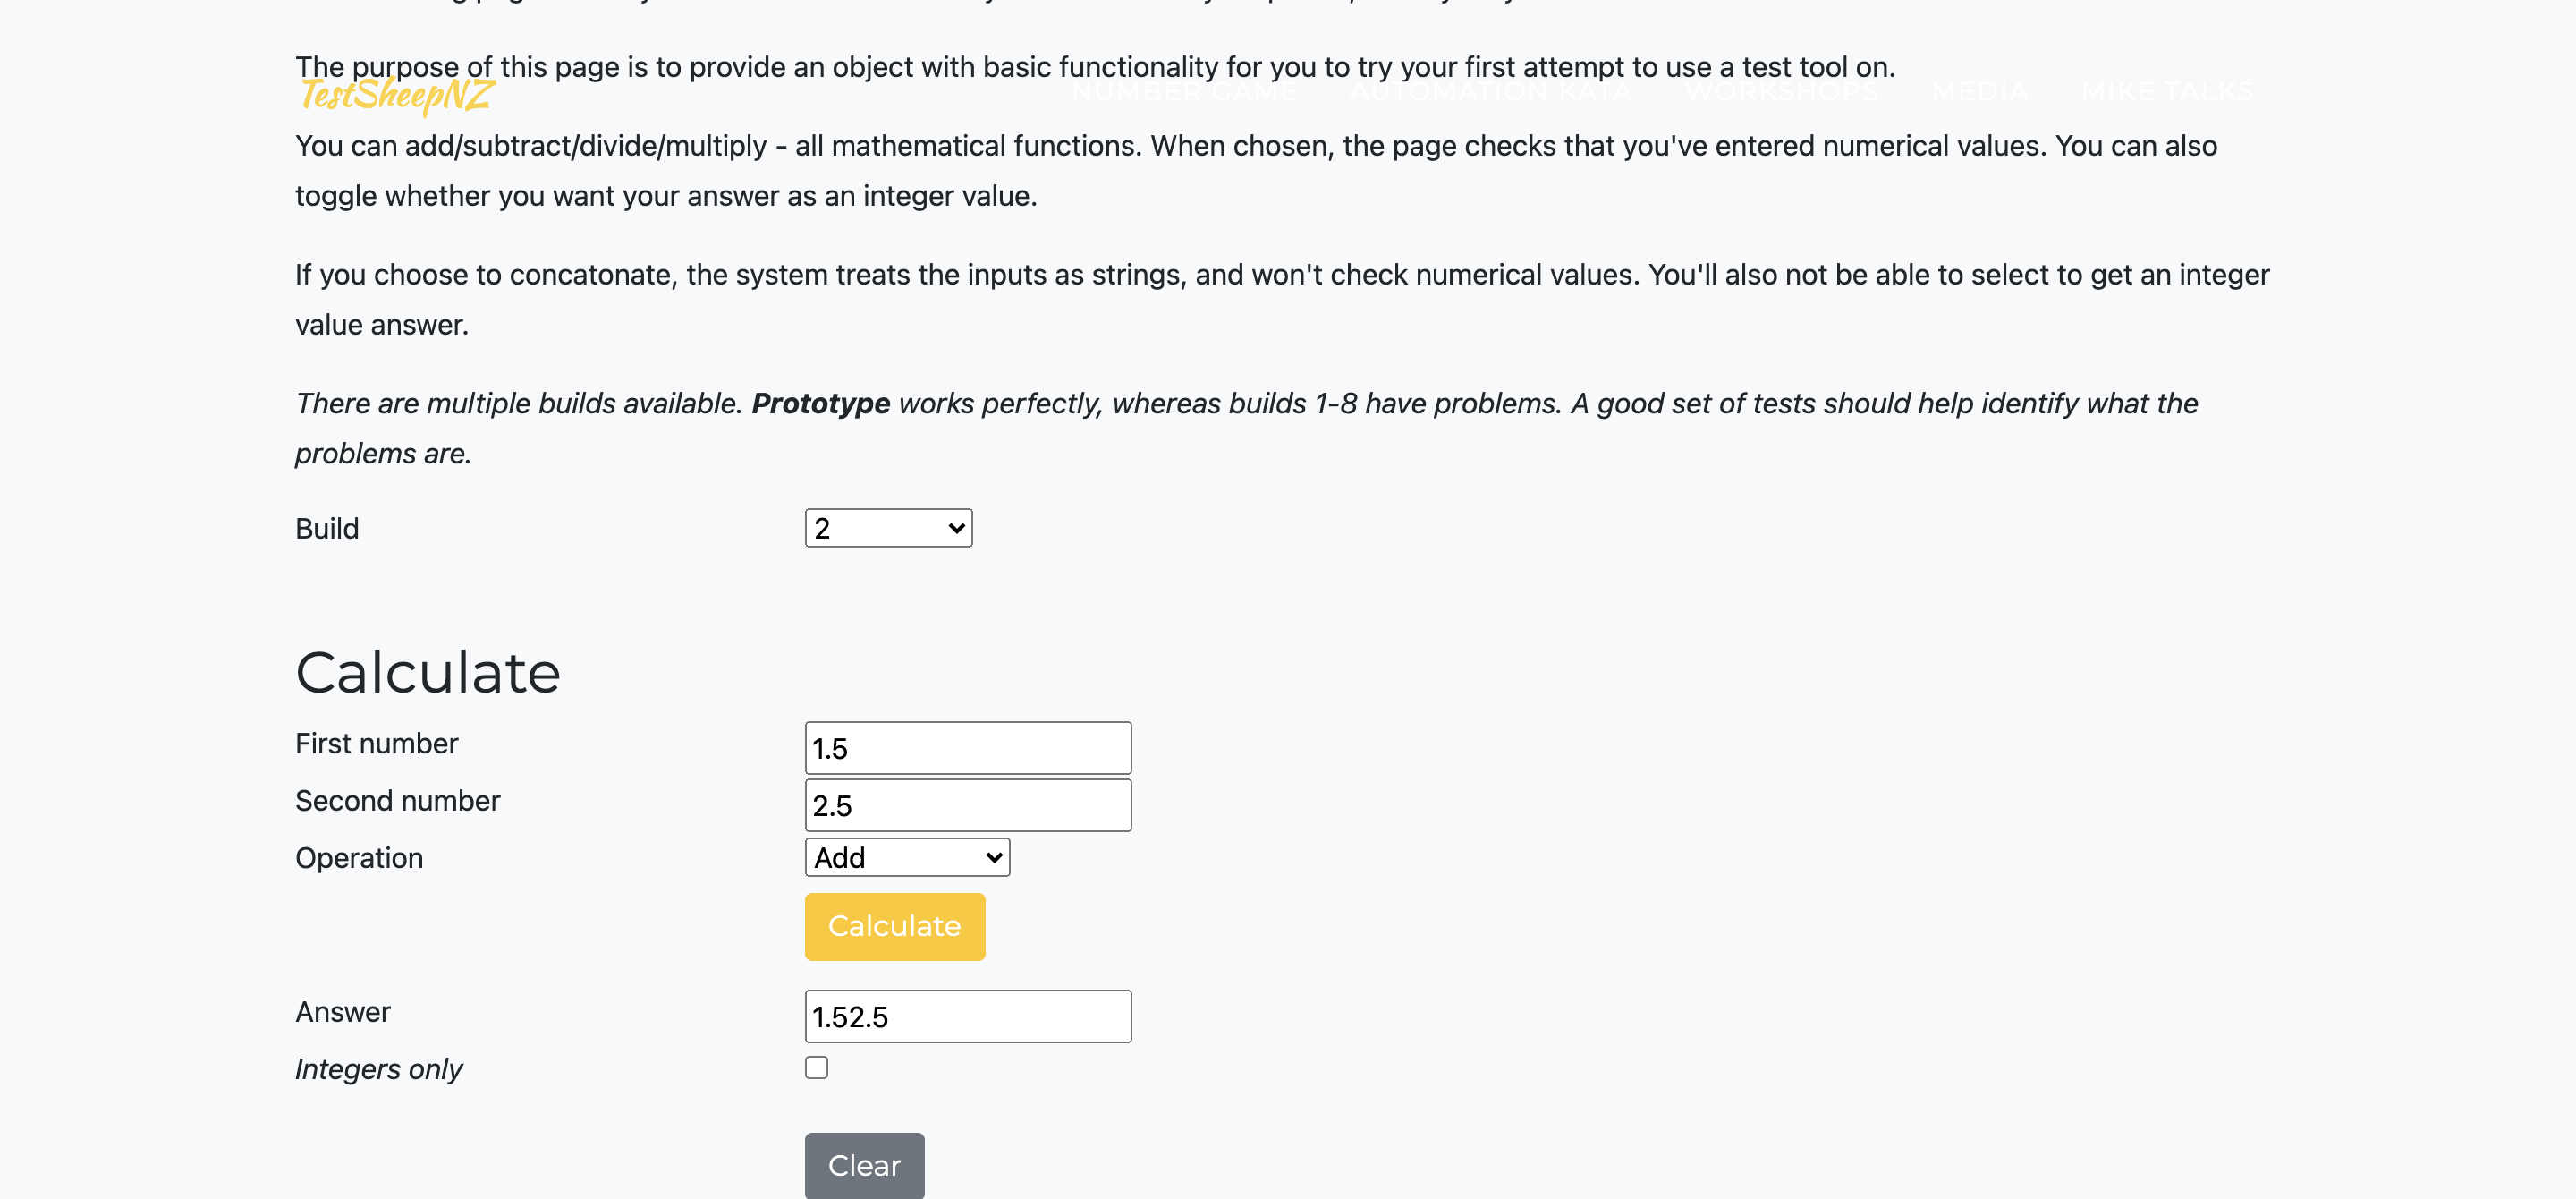 The purpose of this page is to provide an object with basic functionality for you to try your first attempt to use a test tool on.
TestSheepNZ
NUMBER GAME AUTOMATION KATA WORKSHOPS MEDIA MIKE TALKS
You can add/subtract/divide/multiply - all mathematical functions. When chosen, the page checks that you've entered numerical values. You can also
toggle whether you want your answer as an integer value.
If you choose to concatonate, the system treats the inputs as strings, and won't check numerical values. You'll also not be able to select to get an integer
value answer.
There are multiple builds available. Prototype works perfectly, whereas builds 1-8 have problems. A good set of tests should help identify what the
problems are.
Build 2
Calculate
First number 1.5
Second number 2.5
Operation Add
Calculate
Answer 1.52.5
Integers only
Clear